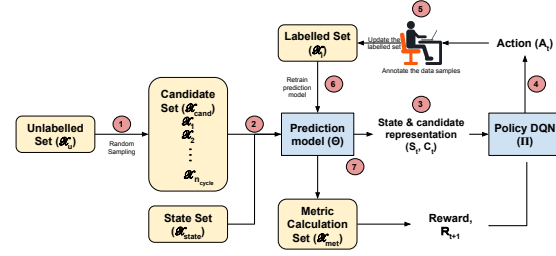 5
Labelled Set
(𝒳l)
Update the
labelled set
Action (At)
Annotate the data samples
Retrain
prediction
model
6
3
4
Candidate
Set (𝒳cand)
𝒳1
𝒳2
⋮
𝒳ncycle
1
2
Unlabelled
Set (𝒳u)
Random
Sampling
Prediction
model (Θ)
State & candidate
representation
(St, Ct)
Policy DQN
(Π)
7
State Set
(𝒳state)
Metric
Calculation
Set (𝒳met)
Reward,
Rt+1